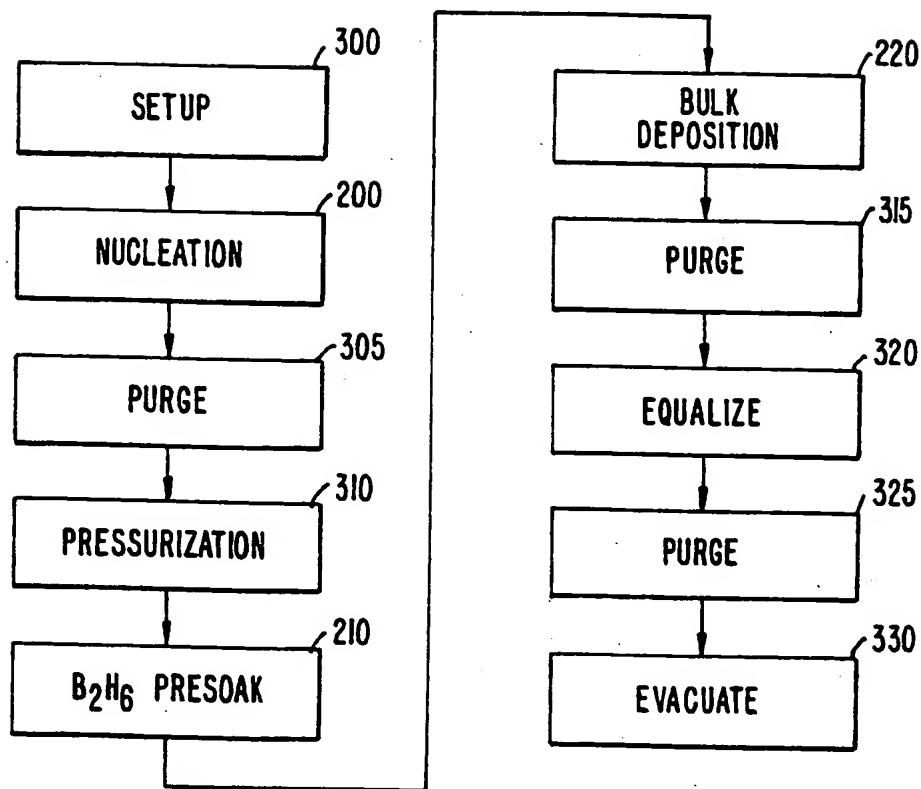 300
SETUP
200
NUCLEATION
305
PURGE
310
PRESSURIZATION
210
B₂H₆ PRESOAK
220
BULK
DEPOSITION
315
PURGE
320
EQUALIZE
325
PURGE
330
EVACUATE